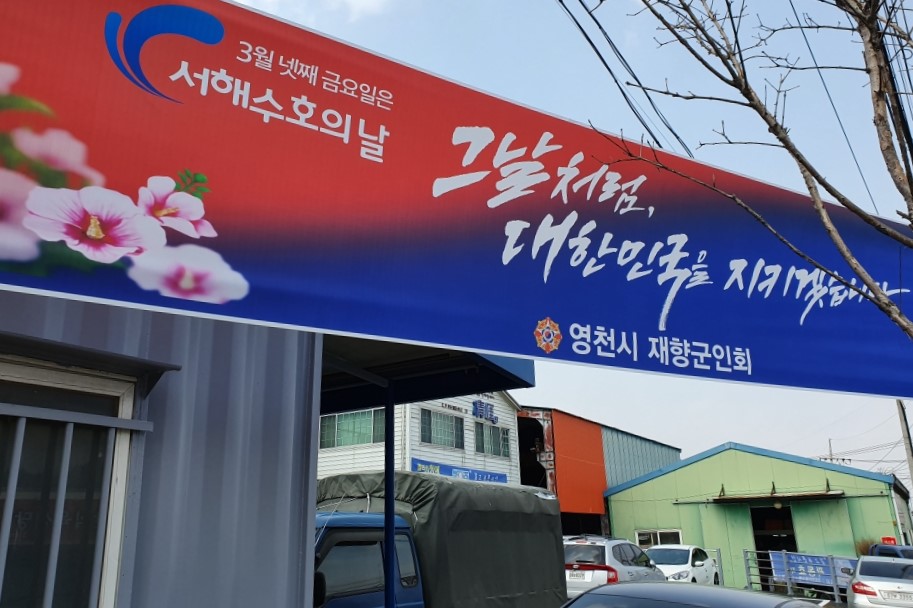 3월 넷째 금요일은
서해수호의 날
그날처럼,
대한민국을 지키겠습니다
영천시 재향군인회